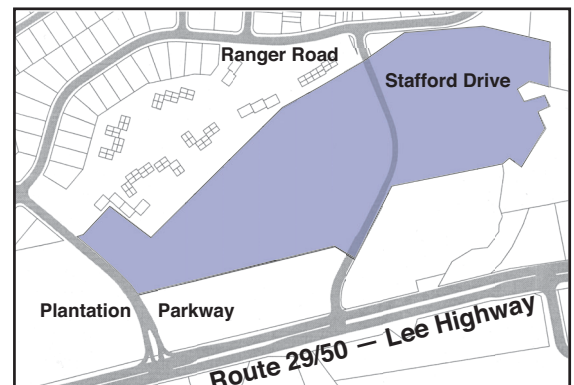 Ranger Road
Stafford Drive
Plantation Parkway
Route 29/50 — Lee Highway